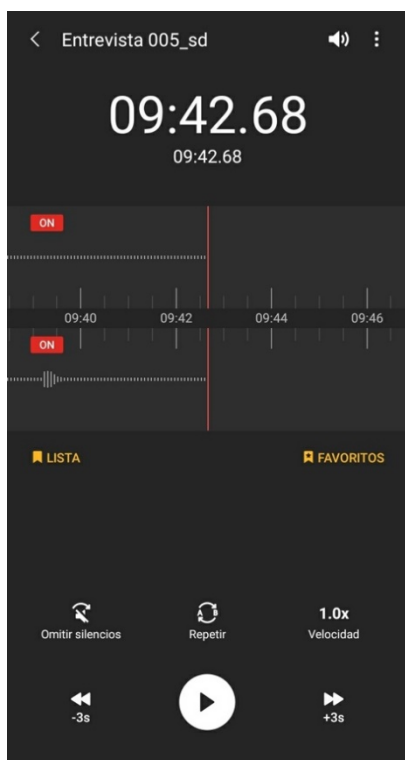 Entrevista 005_sd
09:42.68
09:42.68
ON
09:40 09:42 09:44 09:46
ON
LISTA FAVORITOS
A B 1.0x
Omitir silencios Repetir Velocidad
-3s +3s